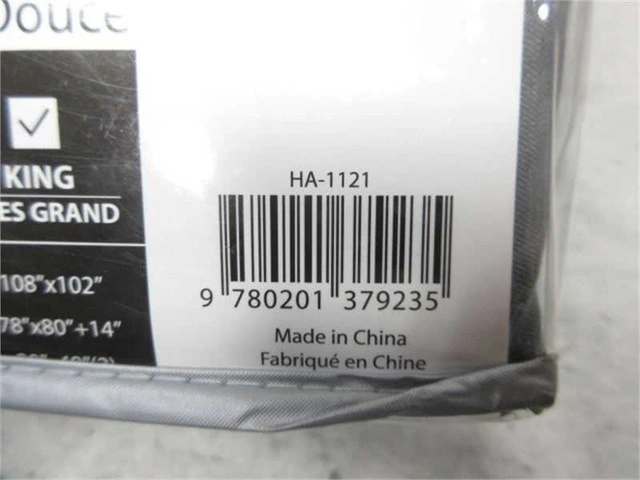 Douce
KING
ES GRAND
108"x102"
78"x80"+14"
HA-1121
9 780201 379235
Made in China
Fabriqué en Chine